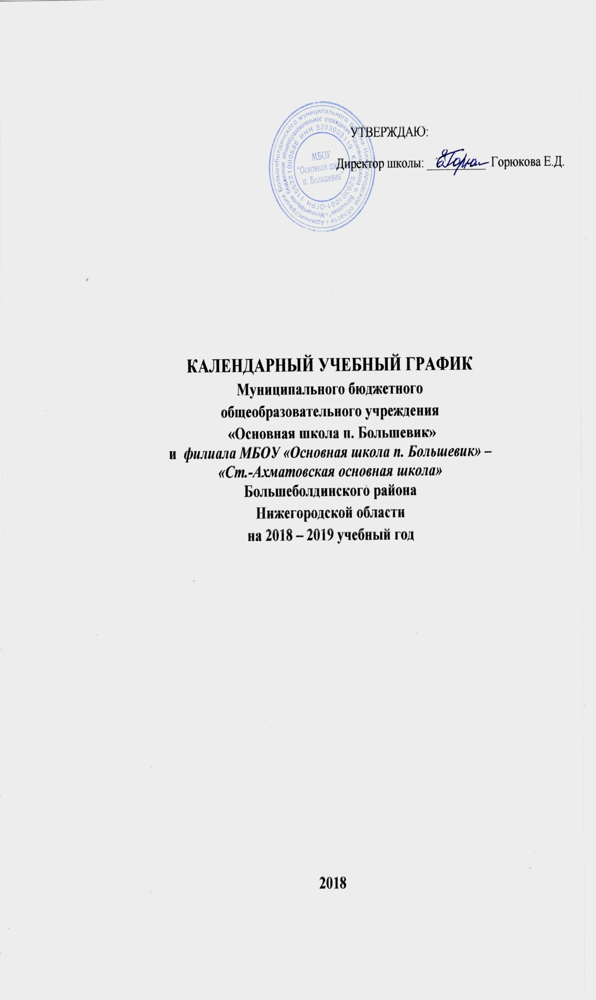 УТВЕРЖДАЮ:
Директор школы: Горюкова Е.Д.
Администрация Большеболдинского муниципального района Нижегородской области *
Муниципальное бюджетное общеобразовательное учреждение "Основная школа п. Большевик" *
ОГРН 1105221000686 ИНН 5203003119 КПП 520301001 *
МБОУ
"Основная школа
п. Большевик"
КАЛЕНДАРНЫЙ УЧЕБНЫЙ ГРАФИК
Муниципального бюджетного
общеобразовательного учреждения
«Основная школа п. Большевик»
и филиала МБОУ «Основная школа п. Большевик» –
«Ст.-Ахматовская основная школа»
Большеболдинского района
Нижегородской области
на 2018 – 2019 учебный год
2018